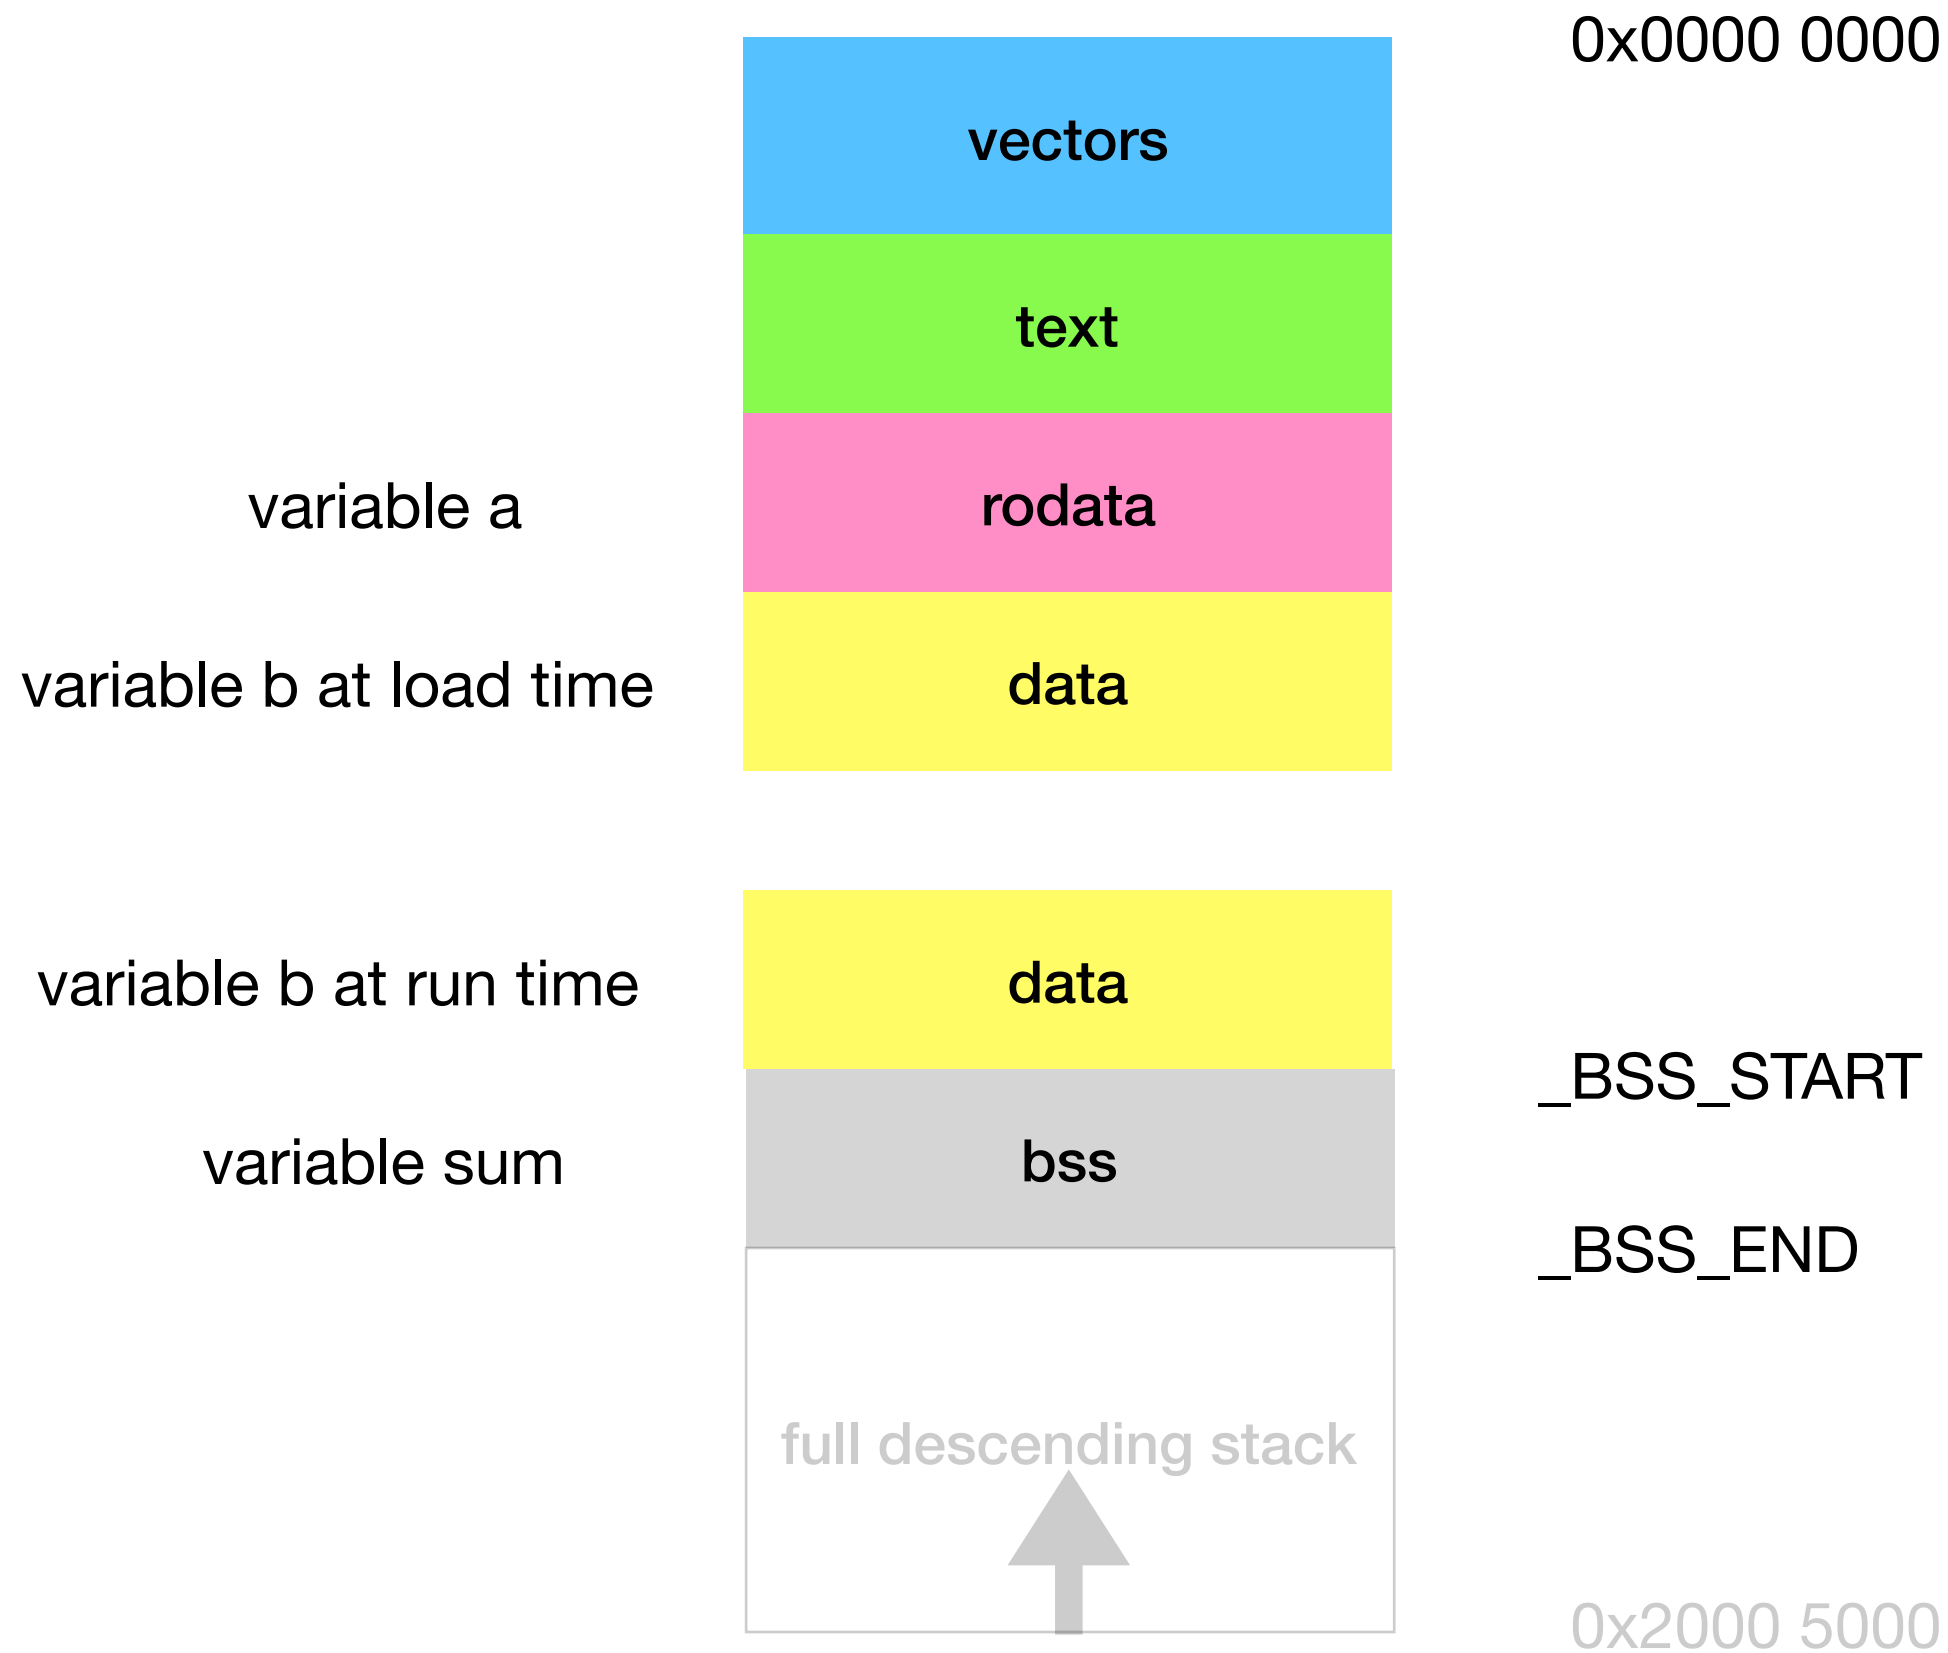 0x0000 0000
vectors
text
variable a
rodata
variable b at load time
data
variable b at run time
data
_BSS_START
variable sum
bss
_BSS_END
full descending stack
0x2000 5000